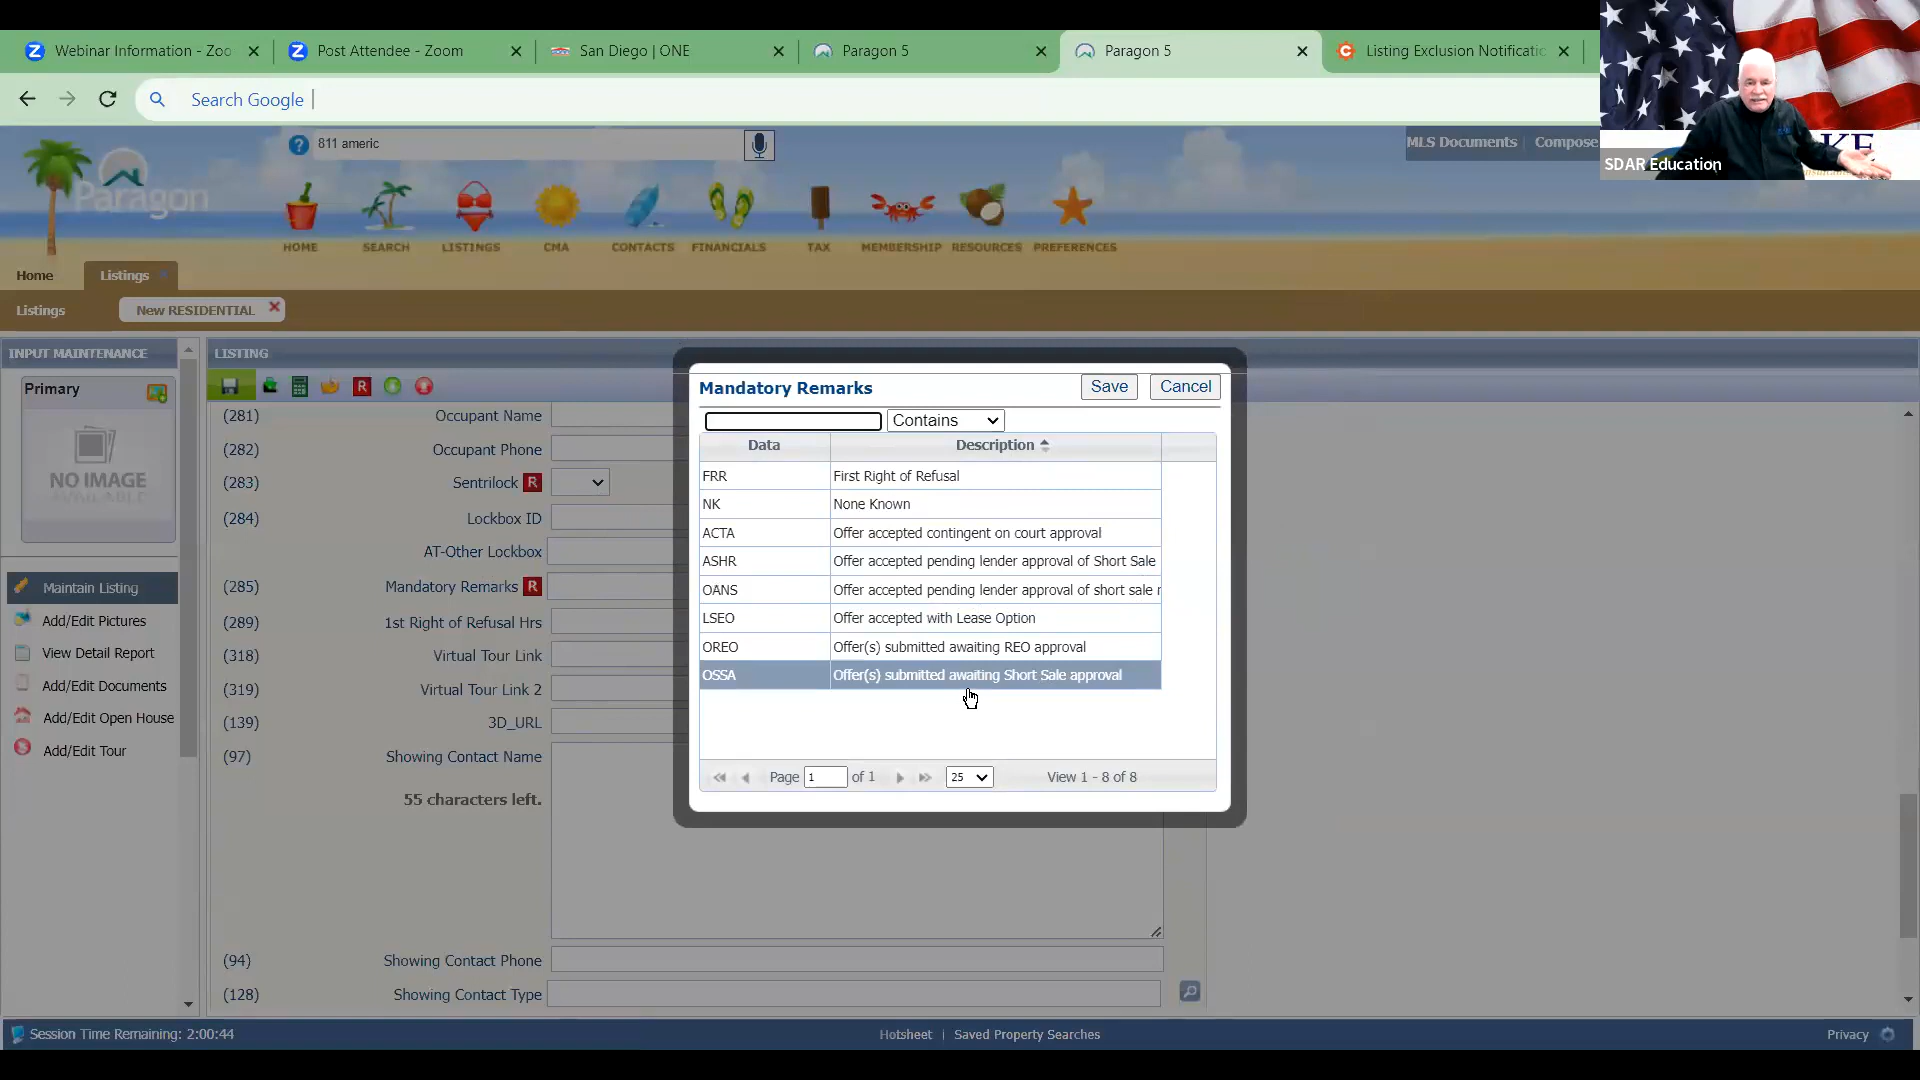 Webinar Information - Zoo
Post Attendee - Zoom
San Diego | ONE
Paragon 5
Paragon 5
Listing Exclusion Notificatio
Search Google
811 americ
MLS Documents
Compose
KE
SDAR Education
Paragon
HOME
SEARCH
LISTINGS
CMA
CONTACTS
FINANCIALS
TAX
MEMBERSHIP
RESOURCES
PREFERENCES
Home
Listings
Listings
New RESIDENTIAL
INPUT MAINTENANCE
LISTING
Primary
NO IMAGE
AVAILABLE
Maintain Listing
Add/Edit Pictures
View Detail Report
Add/Edit Documents
Add/Edit Open House
Add/Edit Tour
(281) Occupant Name
(282) Occupant Phone
(283) Sentrilock R
(284) Lockbox ID
AT-Other Lockbox
(285) Mandatory Remarks R
(289) 1st Right of Refusal Hrs
(318) Virtual Tour Link
(319) Virtual Tour Link 2
(139) 3D_URL
(97) Showing Contact Name
55 characters left.
(94) Showing Contact Phone
(128) Showing Contact Type
Mandatory Remarks
Save
Cancel
Contains
Data Description
FRR First Right of Refusal
NK None Known
ACTA Offer accepted contingent on court approval
ASHR Offer accepted pending lender approval of Short Sale
OANS Offer accepted pending lender approval of short sale r
LSEO Offer accepted with Lease Option
OREO Offer(s) submitted awaiting REO approval
OSSA Offer(s) submitted awaiting Short Sale approval
Page 1 of 1 25 View 1 - 8 of 8
Session Time Remaining: 2:00:44
Hotsheet | Saved Property Searches
Privacy